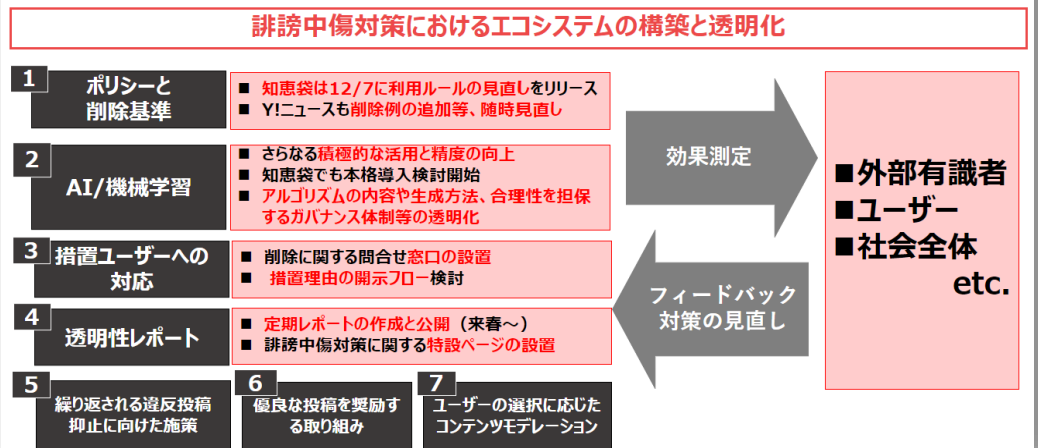 誹謗中傷対策におけるエコシステムの構築と透明化
1
ポリシーと
削除基準
■ 知恵袋は12/7に利用ルールの見直しをリリース
■ Y!ニュースも削除例の追加等、随時見直し
2
AI/機械学習
■ さらなる積極的な活用と精度の向上
■ 知恵袋でも本格導入検討開始
■ アルゴリズムの内容や生成方法、合理性を担保
するガバナンス体制等の透明化
3
措置ユーザーへの
対応
■ 削除に関する問合せ窓口の設置
■ 措置理由の開示フロー検討
4
透明性レポート
■ 定期レポートの作成と公開（来春～）
■ 誹謗中傷対策に関する特設ページの設置
5
繰り返される違反投稿
抑止に向けた施策
6
優良な投稿を奨励す
る取り組み
7
ユーザーの選択に応じた
コンテンツモデレーション
効果測定
フィードバック
対策の見直し
■外部有識者
■ユーザー
■社会全体
etc.